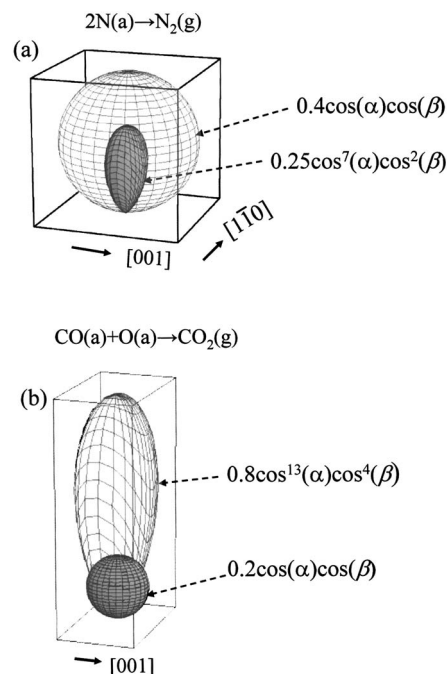 2N(a)→N₂(g)
(a)
0.4cos(α)cos(β)
0.25cos⁷(α)cos²(β)
[001]
[11̄0]
CO(a)+O(a)→CO₂(g)
(b)
0.8cos¹³(α)cos⁴(β)
0.2cos(α)cos(β)
[001]